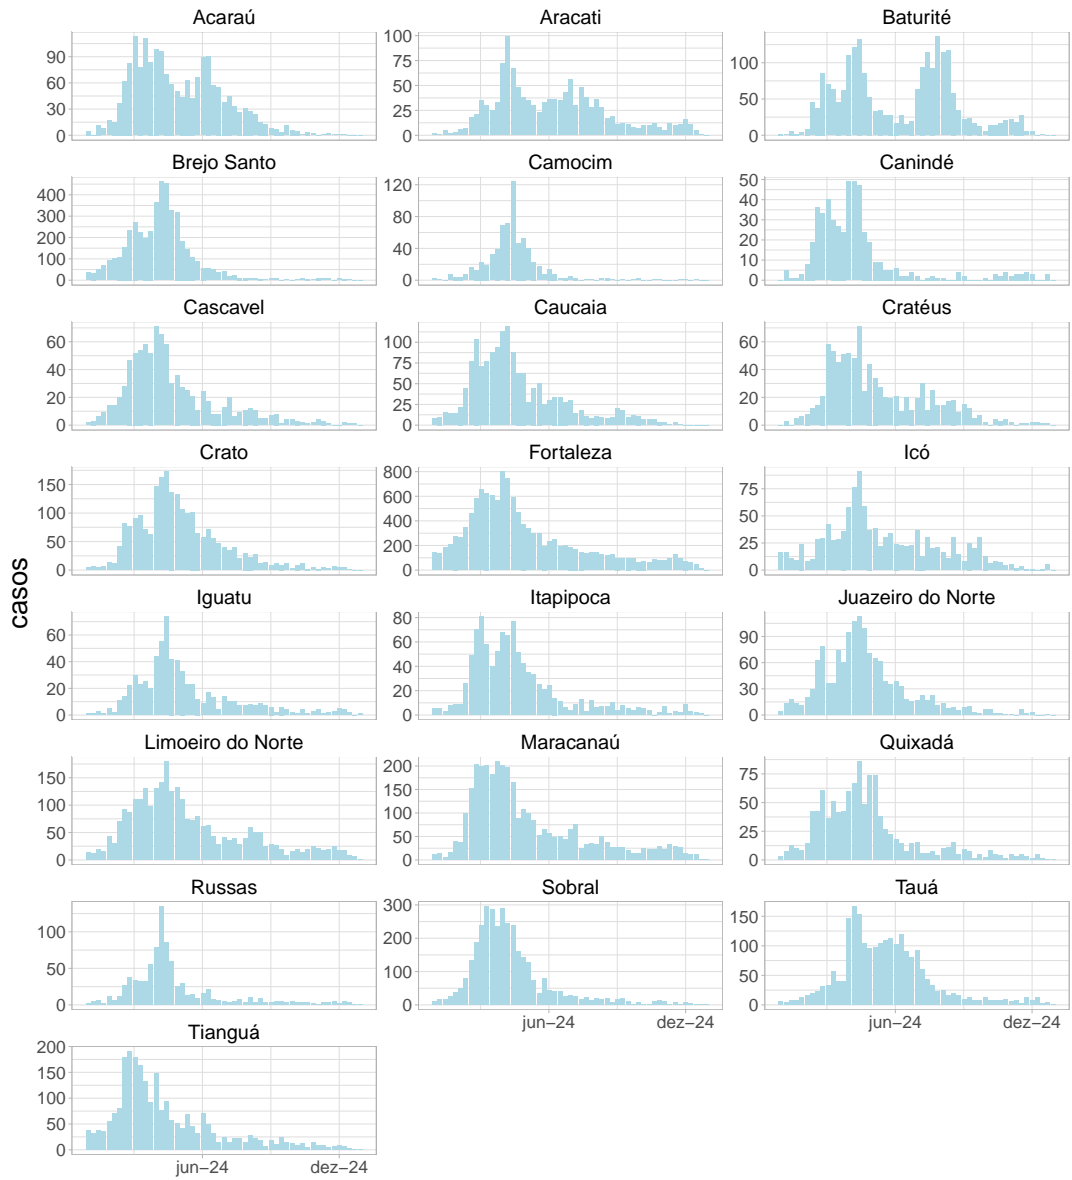 Acaraú Aracati Baturité
90 60 30 0
100 75 50 25 0
100 50 0
Brejo Santo Camocim Canindé
400 300 200 100 0
120 80 40 0
50 40 30 20 10 0
Cascavel Caucaia Cratéus
60 40 20 0
100 75 50 25 0
60 40 20 0
Crato Fortaleza Icó
150 100 50 0
800 600 400 200 0
75 50 25 0
casos
Iguatu Itapipoca Juazeiro do Norte
60 40 20 0
80 60 40 20 0
90 60 30 0
Limoeiro do Norte Maracanaú Quixadá
150 100 50 0
200 150 100 50 0
75 50 25 0
Russas Sobral Tauá
100 50 0
300 200 100 0
150 100 50 0
jun–24 dez–24 jun–24 dez–24
Tianguá
200 150 100 50 0
jun–24 dez–24